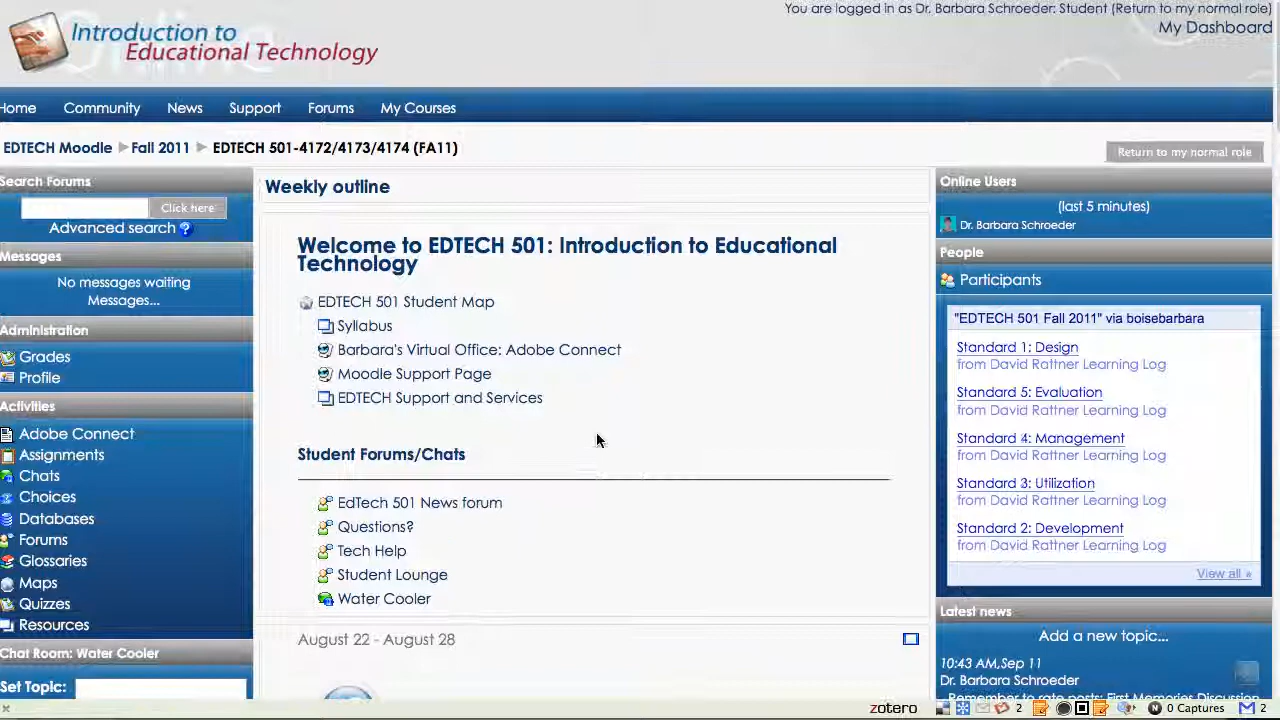 Introduction to
Educational Technology
You are logged in as Dr. Barbara Schroeder: Student (Return to my normal role)
My Dashboard
Home Community News Support Forums My Courses
EDTECH Moodle Fall 2011 EDTECH 501-4172/4173/4174 (FA11)
Return to my normal role
Search Forums
Click here
Advanced search ?
Messages
No messages waiting
Messages...
Administration
Grades
Profile
Activities
Adobe Connect
Assignments
Chats
Choices
Databases
Forums
Glossaries
Maps
Quizzes
Resources
Chat Room: Water Cooler
Set Topic:
Weekly outline
Welcome to EDTECH 501: Introduction to Educational
Technology
EDTECH 501 Student Map
Syllabus
Barbara's Virtual Office: Adobe Connect
Moodle Support Page
EDTECH Support and Services
Student Forums/Chats
EdTech 501 News forum
Questions?
Tech Help
Student Lounge
Water Cooler
August 22 - August 28
Online Users
(last 5 minutes)
Dr. Barbara Schroeder
People
Participants
"EDTECH 501 Fall 2011" via boisebarbara
Standard 1: Design
from David Rattner Learning Log
Standard 5: Evaluation
from David Rattner Learning Log
Standard 4: Management
from David Rattner Learning Log
Standard 3: Utilization
from David Rattner Learning Log
Standard 2: Development
from David Rattner Learning Log
View all »
Latest news
Add a new topic...
10:43 AM,Sep 11
Dr. Barbara Schroeder
Remember to rate posts: First Memories Discussion
zotero 2 0 Captures 2